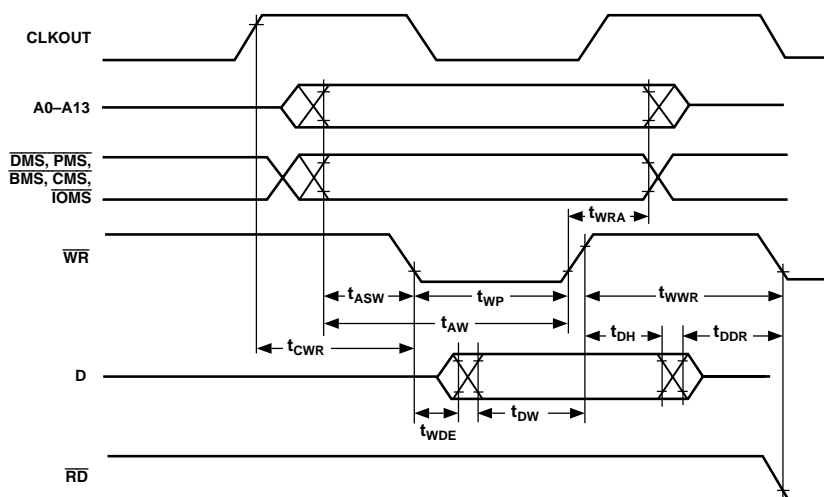 CLKOUT
A0–A13
DMS, PMS,
BMS, CMS,
IOMS
tWRA
WR
tASW
tWP
tWWR
tAW
tDH
tDDR
tCWR
D
tDW
tWDE
RD